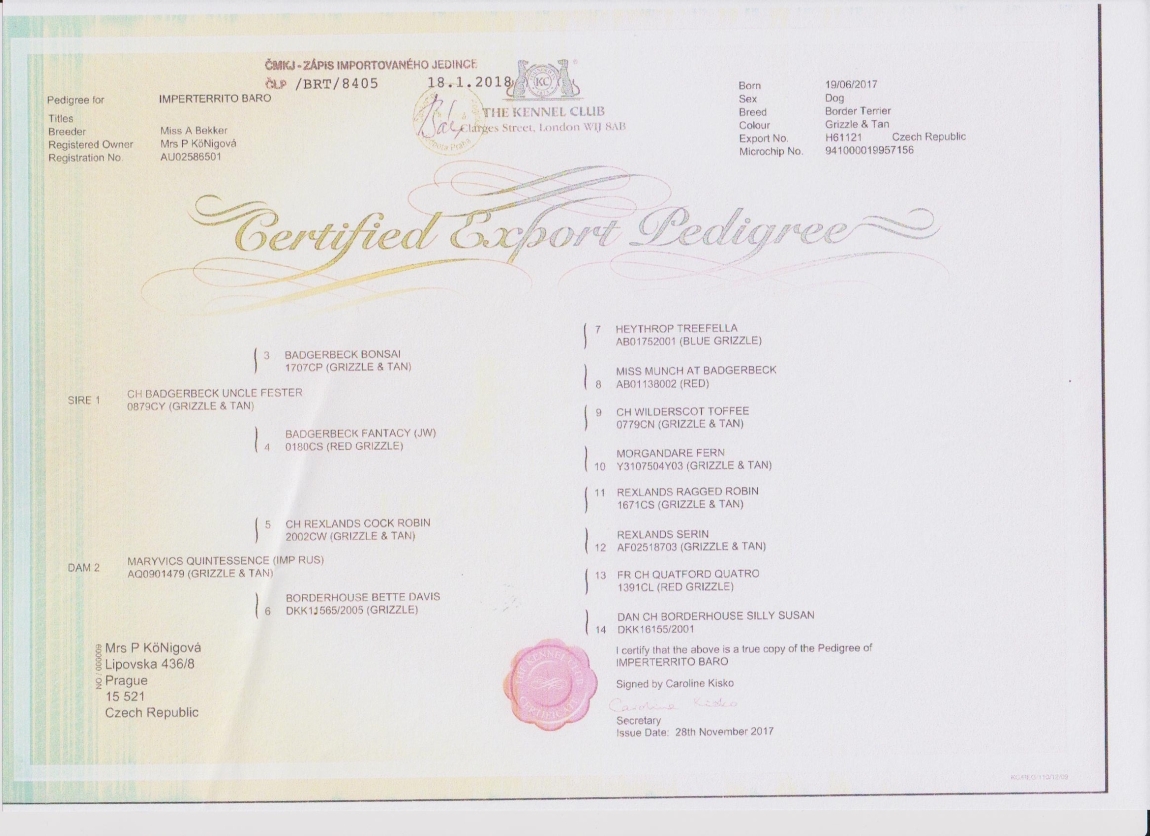 ČMKJ - ZÁPIS IMPORTOVANÉHO JEDINCE
ČLP /BRT/8405 18.1.2018
Pedigree for IMPERTERRITO BARO
Titles
Breeder Miss A Bekker
Registered Owner Mrs P KöNigová
Registration No. AU02586501
KC
THE KENNEL CLUB
Clarges Street, London W1J 8AB
Born 19/06/2017
Sex Dog
Breed Border Terrier
Colour Grizzle & Tan
Export No. H61121 Czech Republic
Microchip No. 941000019957156
Certified Export Pedigree
SIRE 1 CH BADGERBECK UNCLE FESTER
0879CY (GRIZZLE & TAN)
3 BADGERBECK BONSAI
1707CP (GRIZZLE & TAN)
4 BADGERBECK FANTACY (JW)
0180CS (RED GRIZZLE)
DAM 2 MARYVICS QUINTESSENCE (IMP RUS)
AQ0901479 (GRIZZLE & TAN)
5 CH REXLANDS COCK ROBIN
2002CW (GRIZZLE & TAN)
6 BORDERHOUSE BETTE DAVIS
DKK11565/2005 (GRIZZLE)
7 HEYTHROP TREEFELLA
AB01752001 (BLUE GRIZZLE)
MISS MUNCH AT BADGERBECK
8 AB01138002 (RED)
9 CH WILDERSCOT TOFFEE
0779CN (GRIZZLE & TAN)
MORGANDARE FERN
10 Y3107504Y03 (GRIZZLE & TAN)
11 REXLANDS RAGGED ROBIN
1671CS (GRIZZLE & TAN)
REXLANDS SERIN
12 AF02518703 (GRIZZLE & TAN)
13 FR CH QUATFORD QUATRO
1391CL (RED GRIZZLE)
DAN CH BORDERHOUSE SILLY SUSAN
14 DKK16155/2001
Mrs P KöNigová
Lipovska 436/8
Prague
15 521
Czech Republic
THE KENNEL CLUB
CERTIFICATE
I certify that the above is a true copy of the Pedigree of
IMPERTERRITO BARO
Signed by Caroline Kisko
Caroline Kisko
Secretary
Issue Date: 28th November 2017